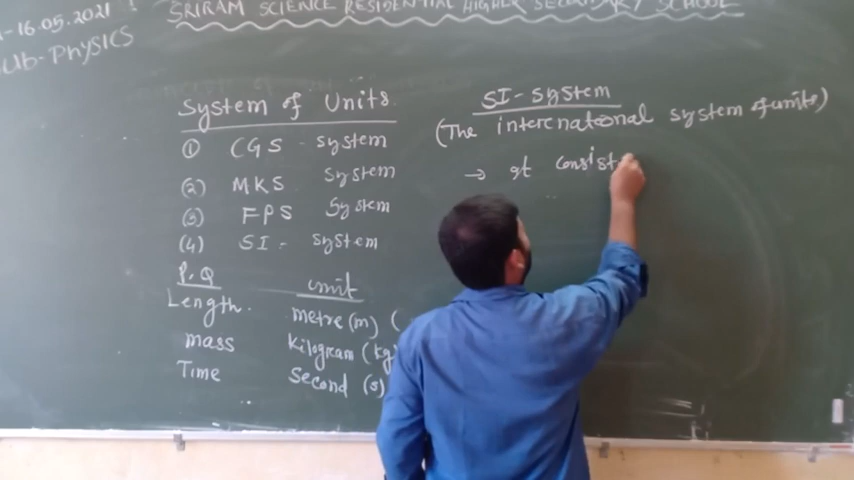 -16.05.2021
SRIRAM SCIENCE RESIDENTIAL HIGHER SECONDARY SCHOOL
Sub-Physics
System of Units
① CGS - system
(2) MKS System
(3) FPS System
(4) SI - system
P.Q unit
Length. metre (m) (
mass kilogram (kg)
Time second (s)
SI-system
(The international system of units)
→ It consist